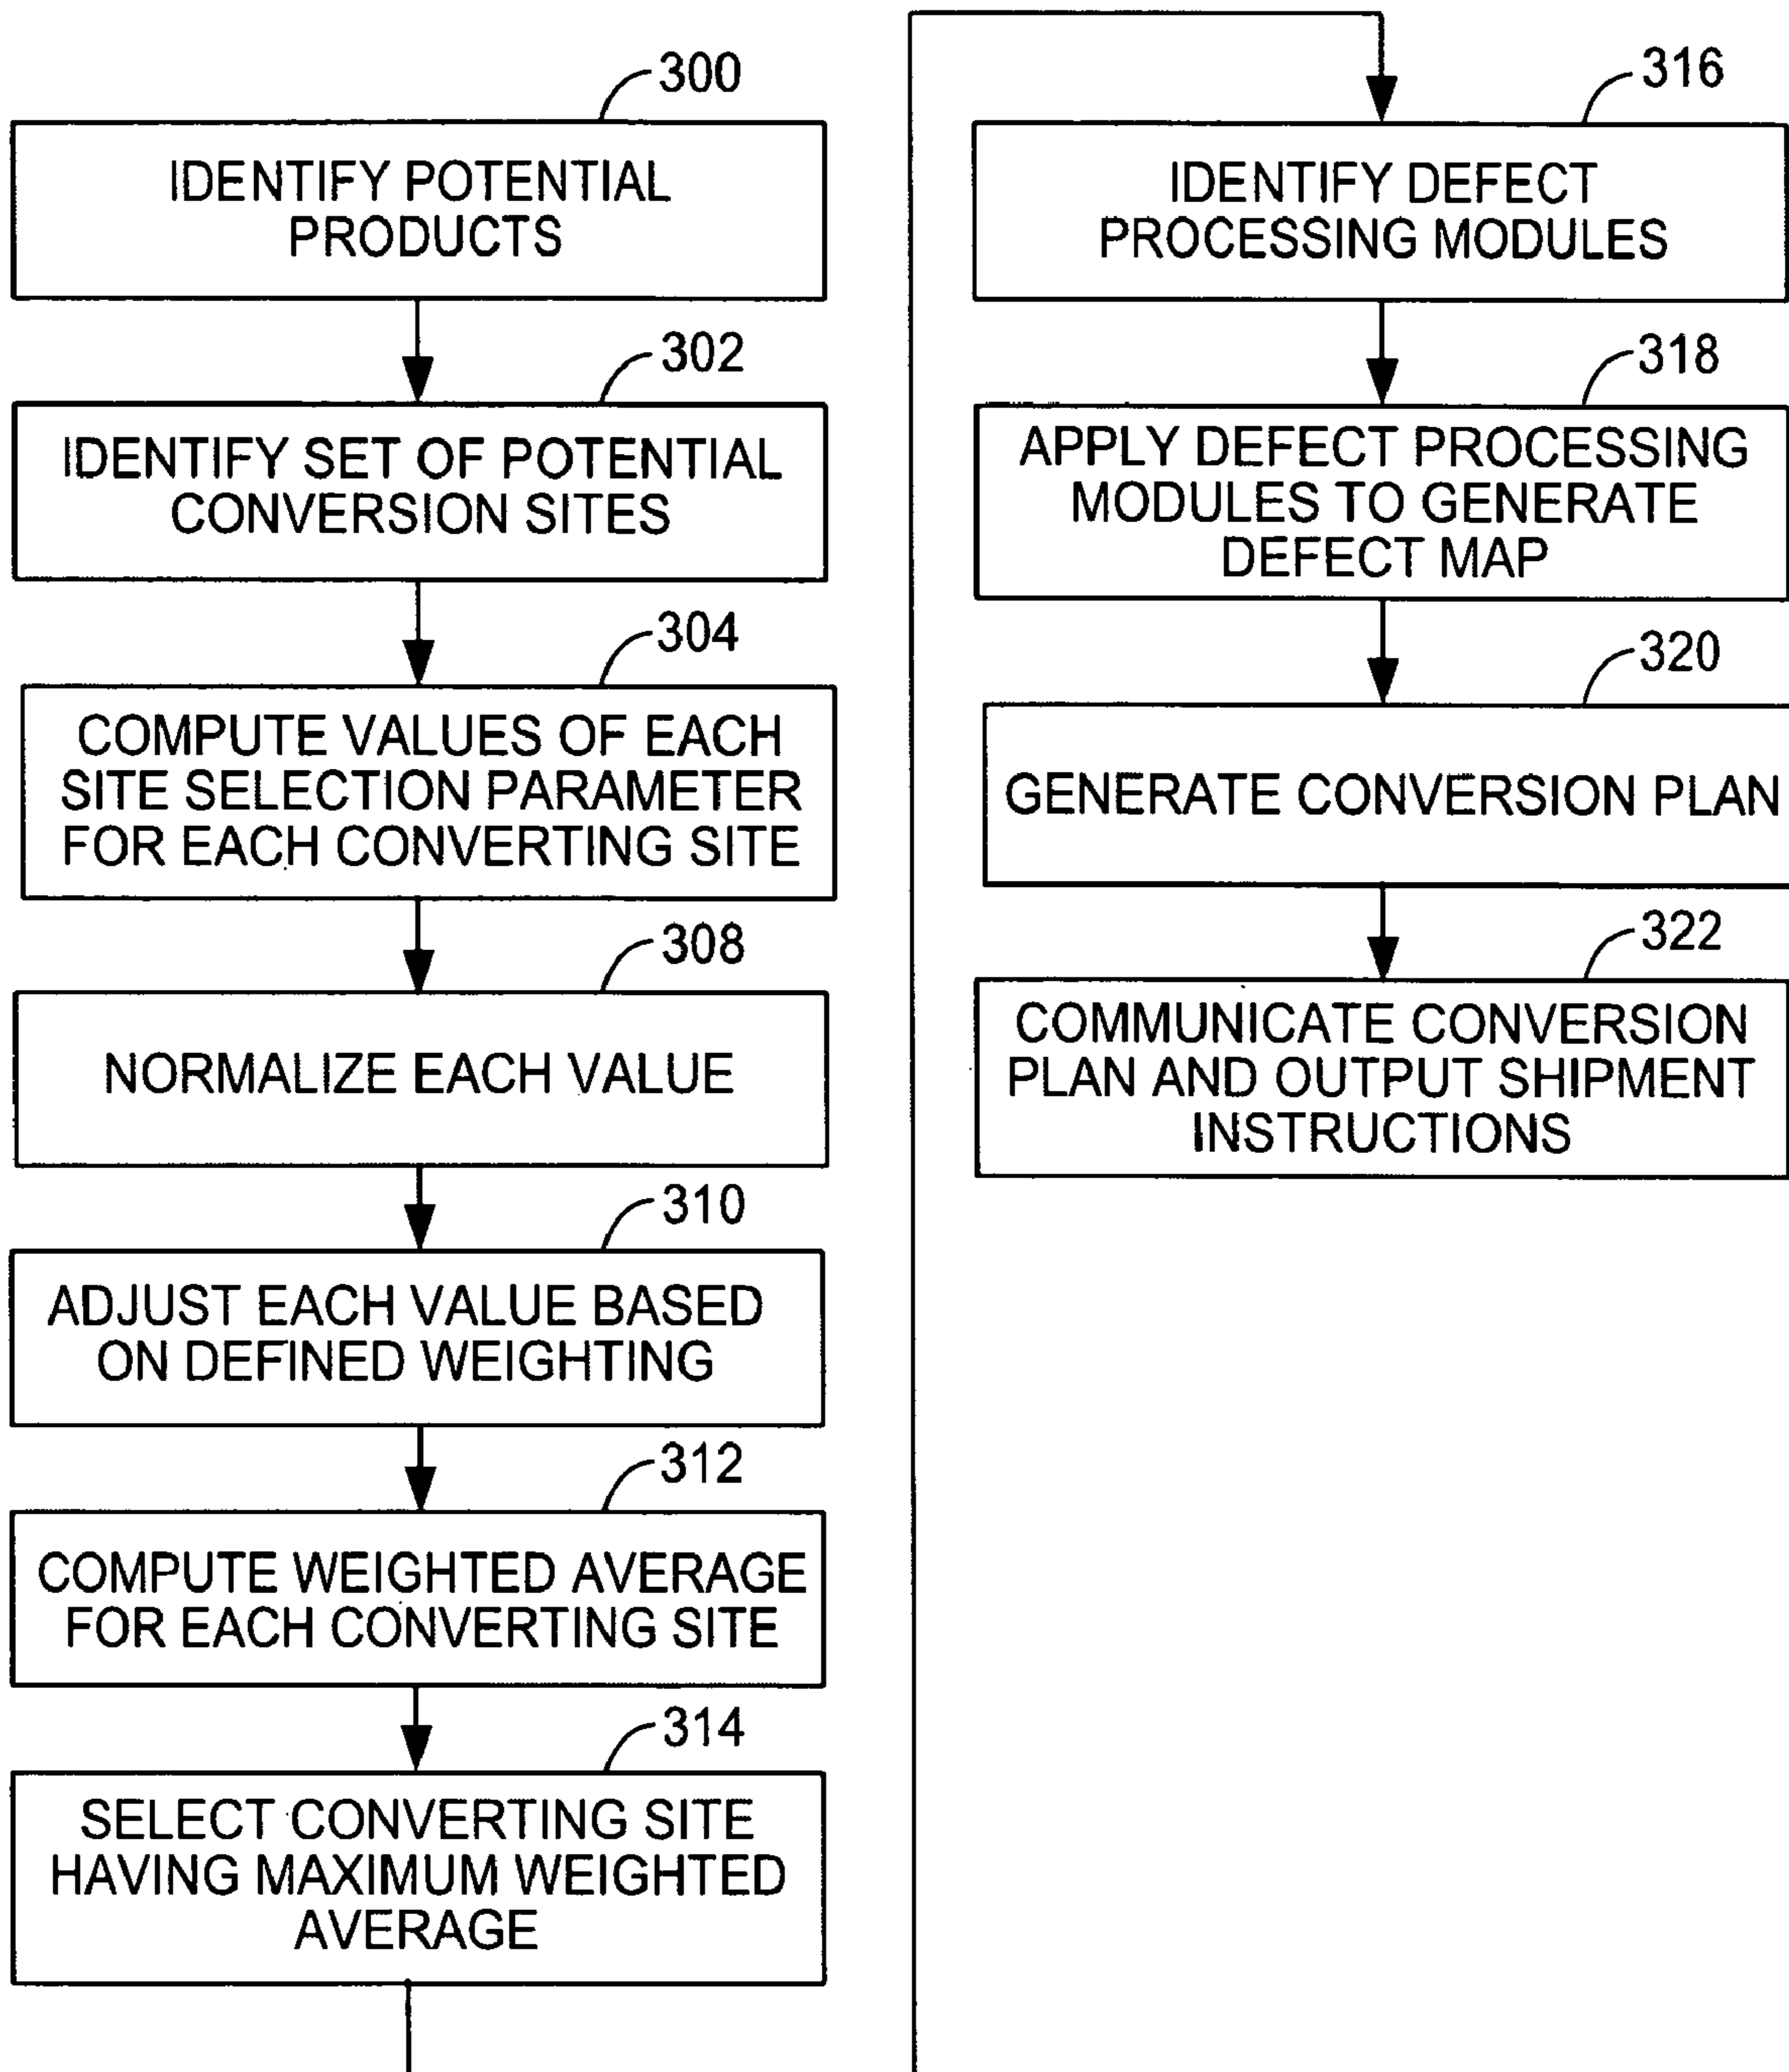 300
IDENTIFY POTENTIAL
PRODUCTS
302
IDENTIFY SET OF POTENTIAL
CONVERSION SITES
304
COMPUTE VALUES OF EACH
SITE SELECTION PARAMETER
FOR EACH CONVERTING SITE
308
NORMALIZE EACH VALUE
310
ADJUST EACH VALUE BASED
ON DEFINED WEIGHTING
312
COMPUTE WEIGHTED AVERAGE
FOR EACH CONVERTING SITE
314
SELECT CONVERTING SITE
HAVING MAXIMUM WEIGHTED
AVERAGE
316
IDENTIFY DEFECT
PROCESSING MODULES
318
APPLY DEFECT PROCESSING
MODULES TO GENERATE
DEFECT MAP
320
GENERATE CONVERSION PLAN
322
COMMUNICATE CONVERSION
PLAN AND OUTPUT SHIPMENT
INSTRUCTIONS